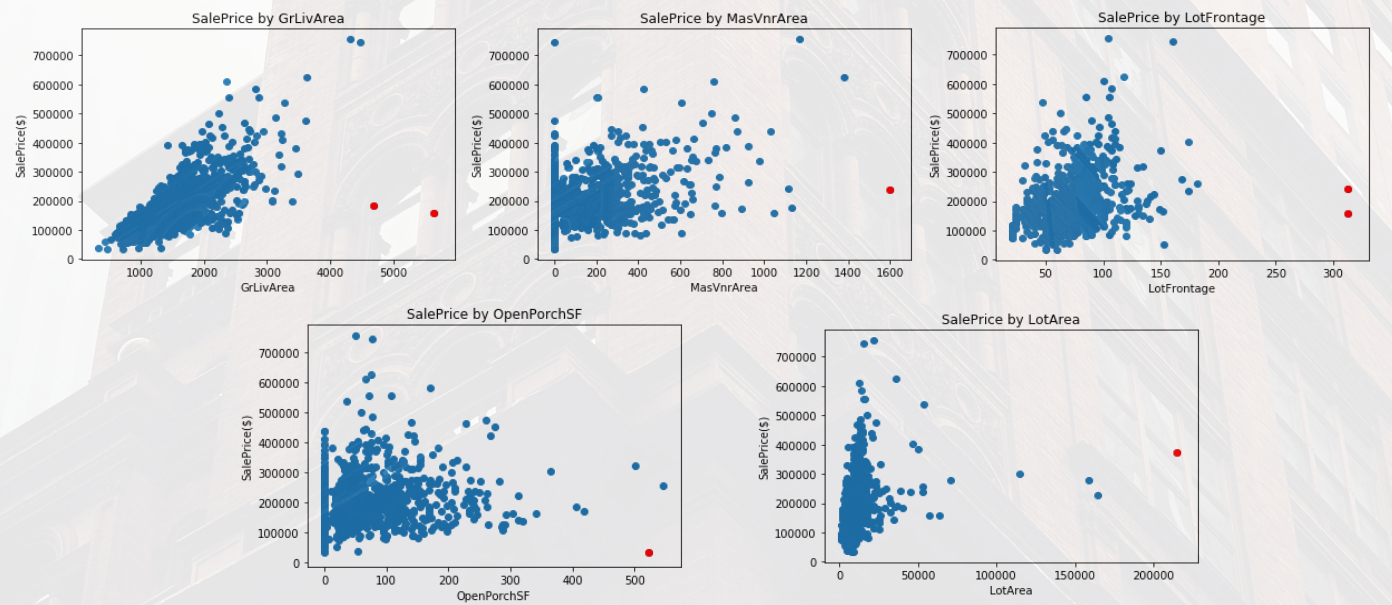 SalePrice by GrLivArea
SalePrice($)
700000
600000
500000
400000
300000
200000
100000
0
1000 2000 3000 4000 5000
GrLivArea
SalePrice by MasVnrArea
SalePrice($)
700000
600000
500000
400000
300000
200000
100000
0
0 200 400 600 800 1000 1200 1400 1600
MasVnrArea
SalePrice by LotFrontage
SalePrice($)
700000
600000
500000
400000
300000
200000
100000
0
50 100 150 200 250 300
LotFrontage
SalePrice by OpenPorchSF
SalePrice($)
700000
600000
500000
400000
300000
200000
100000
0
0 100 200 300 400 500
OpenPorchSF
SalePrice by LotArea
SalePrice($)
700000
600000
500000
400000
300000
200000
100000
0
0 50000 100000 150000 200000
LotArea